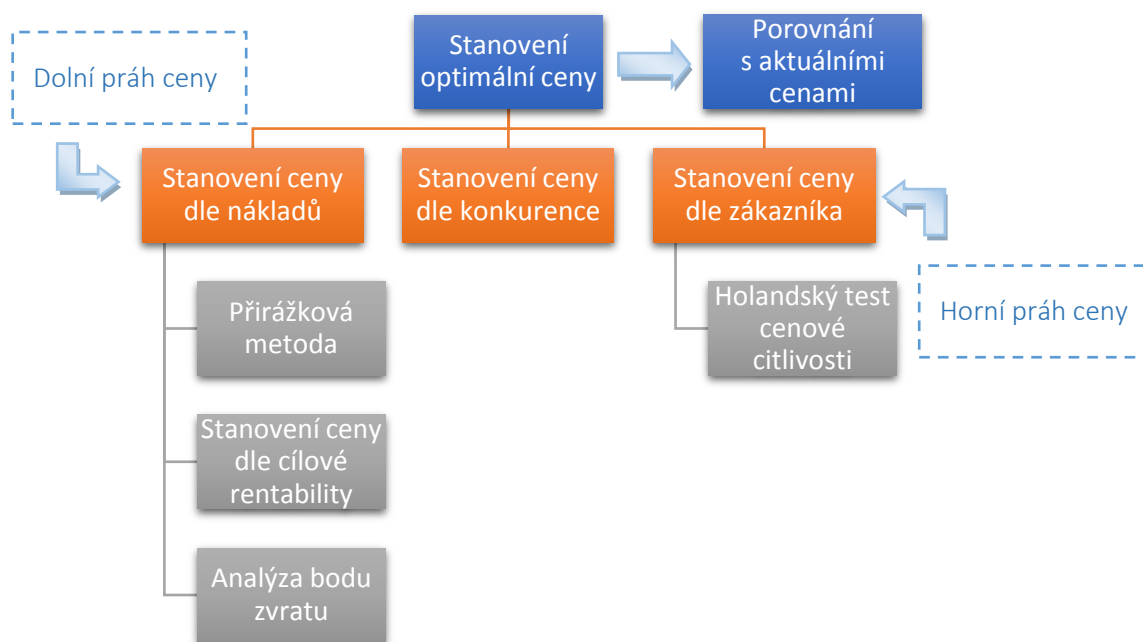 Stanovení
optimální ceny
Porovnání
s aktuálními
cenami
Dolní práh ceny
Stanovení ceny
dle nákladů
Stanovení ceny
dle konkurence
Stanovení ceny
dle zákazníka
Přirážková
metoda
Holandský test
cenové
citlivosti
Horní práh ceny
Stanovení ceny
dle cílové
rentability
Analýza bodu
zvratu